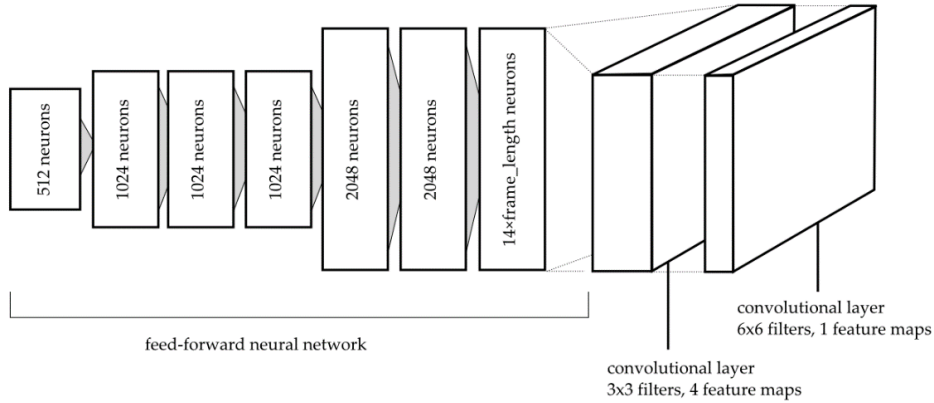 512 neurons
1024 neurons
1024 neurons
1024 neurons
2048 neurons
2048 neurons
14×frame_length neurons
feed-forward neural network
convolutional layer
3x3 filters, 4 feature maps
convolutional layer
6x6 filters, 1 feature maps